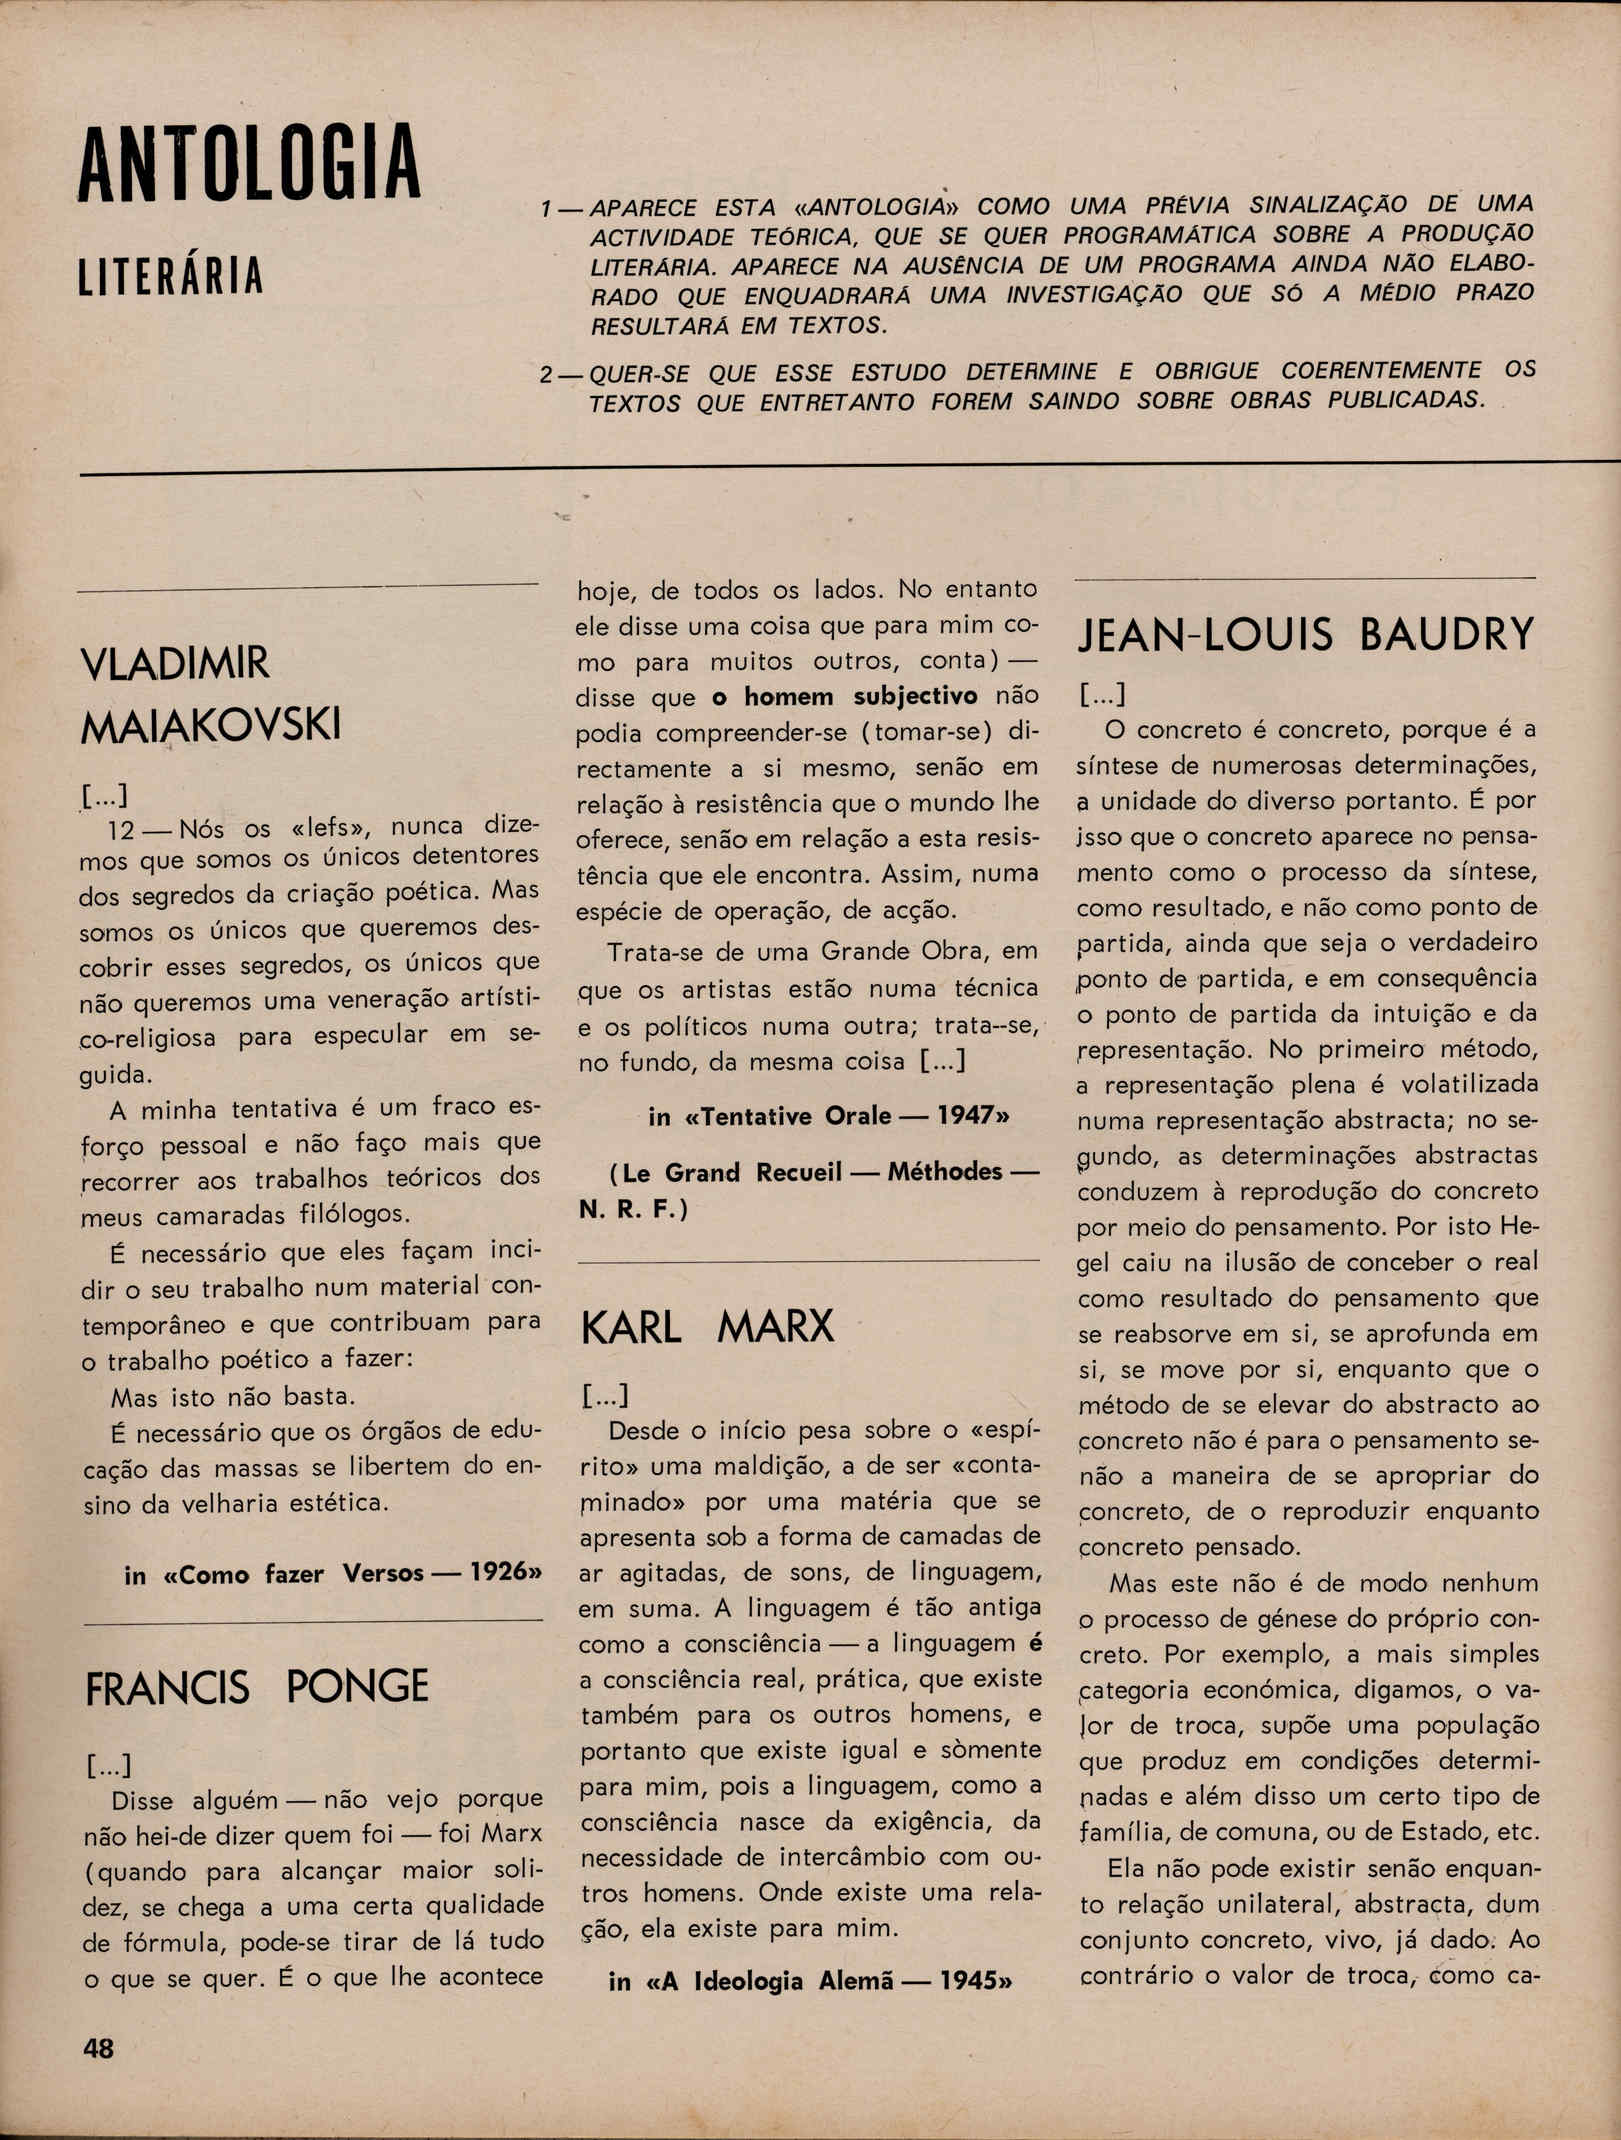 ANTOLOGIA
LITERÁRIA
1 — APARECE ESTA «ANTOLOGIA» COMO UMA PRÉVIA SINALIZAÇÃO DE UMA
ACTIVIDADE TEÓRICA, QUE SE QUER PROGRAMÁTICA SOBRE A PRODUÇÃO
LITERÁRIA. APARECE NA AUSÊNCIA DE UM PROGRAMA AINDA NÃO ELABO-
RADO QUE ENQUADRARÁ UMA INVESTIGAÇÃO QUE SÓ A MÉDIO PRAZO
RESULTARÁ EM TEXTOS.
2 — QUER-SE QUE ESSE ESTUDO DETERMINE E OBRIGUE COERENTEMENTE OS
TEXTOS QUE ENTRETANTO FOREM SAINDO SOBRE OBRAS PUBLICADAS.
VLADIMIR
MAIAKOVSKI
[...]
12 — Nós os «lefs», nunca dize-
mos que somos os únicos detentores
dos segredos da criação poética. Mas
somos os únicos que queremos des-
cobrir esses segredos, os únicos que
não queremos uma veneração artísti-
co-religiosa para especular em se-
guida.
A minha tentativa é um fraco es-
forço pessoal e não faço mais que
recorrer aos trabalhos teóricos dos
meus camaradas filólogos.
É necessário que eles façam inci-
dir o seu trabalho num material con-
temporâneo e que contribuam para
o trabalho poético a fazer:
Mas isto não basta.
É necessário que os órgãos de edu-
cação das massas se libertem do en-
sino da velharia estética.
in «Como fazer Versos — 1926»
FRANCIS PONGE
[...]
Disse alguém — não vejo porque
não hei-de dizer quem foi — foi Marx
(quando para alcançar maior soli-
dez, se chega a uma certa qualidade
de fórmula, pode-se tirar de lá tudo
o que se quer. É o que lhe acontece
hoje, de todos os lados. No entanto
ele disse uma coisa que para mim co-
mo para muitos outros, conta) —
disse que o homem subjectivo não
podia compreender-se (tomar-se) di-
rectamente a si mesmo, senão em
relação à resistência que o mundo lhe
oferece, senão em relação a esta resis-
tência que ele encontra. Assim, numa
espécie de operação, de acção.
Trata-se de uma Grande Obra, em
que os artistas estão numa técnica
e os políticos numa outra; trata--se,
no fundo, da mesma coisa [...]
in «Tentative Orale — 1947»
(Le Grand Recueil — Méthodes —
N. R. F.)
KARL MARX
[...]
Desde o início pesa sobre o «espí-
rito» uma maldição, a de ser «conta-
minado» por uma matéria que se
apresenta sob a forma de camadas de
ar agitadas, de sons, de linguagem,
em suma. A linguagem é tão antiga
como a consciência — a linguagem é
a consciência real, prática, que existe
também para os outros homens, e
portanto que existe igual e sòmente
para mim, pois a linguagem, como a
consciência nasce da exigência, da
necessidade de intercâmbio com ou-
tros homens. Onde existe uma rela-
ção, ela existe para mim.
in «A Ideologia Alemã — 1945»
JEAN-LOUIS BAUDRY
[...]
O concreto é concreto, porque é a
síntese de numerosas determinações,
a unidade do diverso portanto. É por
isso que o concreto aparece no pensa-
mento como o processo da síntese,
como resultado, e não como ponto de
partida, ainda que seja o verdadeiro
ponto de partida, e em consequência
o ponto de partida da intuição e da
representação. No primeiro método,
a representação plena é volatilizada
numa representação abstracta; no se-
gundo, as determinações abstractas
conduzem à reprodução do concreto
por meio do pensamento. Por isto He-
gel caiu na ilusão de conceber o real
como resultado do pensamento que
se reabsorve em si, se aprofunda em
si, se move por si, enquanto que o
método de se elevar do abstracto ao
concreto não é para o pensamento se-
não a maneira de se apropriar do
concreto, de o reproduzir enquanto
concreto pensado.
Mas este não é de modo nenhum
o processo de génese do próprio con-
creto. Por exemplo, a mais simples
categoria económica, digamos, o va-
lor de troca, supõe uma população
que produz em condições determi-
nadas e além disso um certo tipo de
família, de comuna, ou de Estado, etc.
Ela não pode existir senão enquan-
to relação unilateral, abstracta, dum
conjunto concreto, vivo, já dado. Ao
contrário o valor de troca, como ca-
48